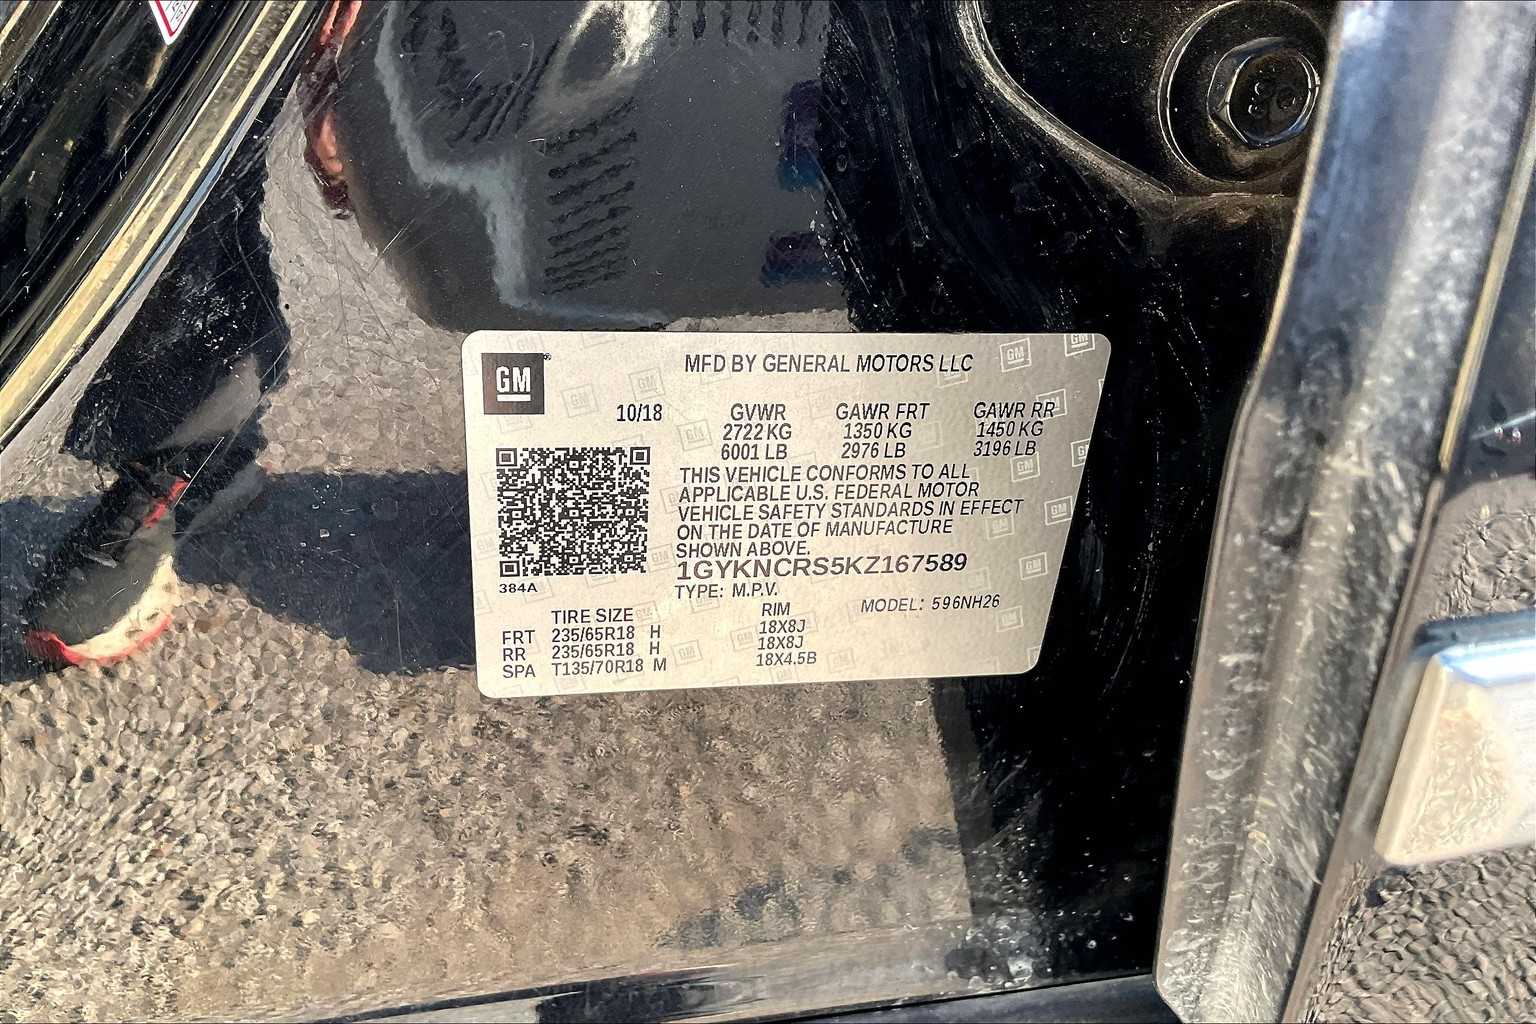 GM
MFD BY GENERAL MOTORS LLC
10/18 GVWR GAWR FRT GAWR RR
2722 KG 1350 KG 1450 KG
6001 LB 2976 LB 3196 LB
THIS VEHICLE CONFORMS TO ALL
APPLICABLE U.S. FEDERAL MOTOR
VEHICLE SAFETY STANDARDS IN EFFECT
ON THE DATE OF MANUFACTURE
SHOWN ABOVE.
1GYKNCRS5KZ167589
384A
TYPE: M.P.V.
TIRE SIZE RIM MODEL: 596NH26
FRT 235/65R18 H 18X8J
RR 235/65R18 H 18X8J
SPA T135/70R18 M 18X4.5B